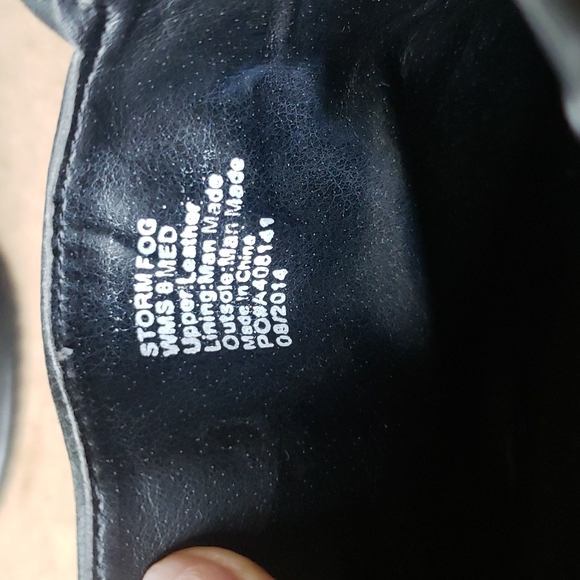 STORM FOG
WMS 8 MED
Upper:Leather
Lining:Man Made
Outsole:Man Made
Made in China
PO#A408141
08/2014